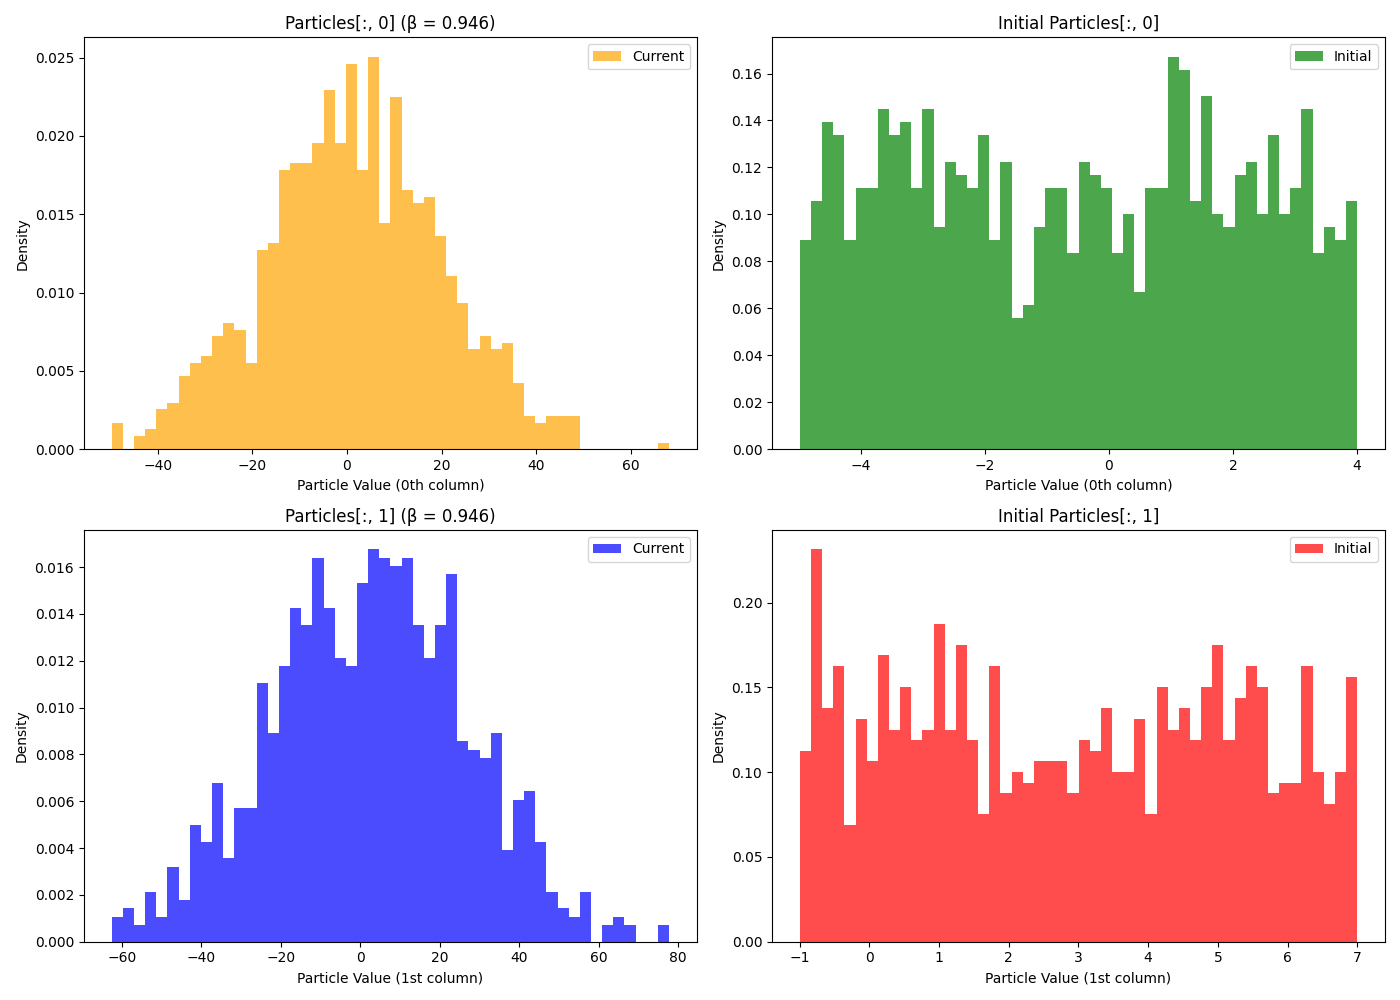 Particles[:, 0] (β = 0.946)
Current
Density
0.025
0.020
0.015
0.010
0.005
0.000
−40 −20 0 20 40 60
Particle Value (0th column)
Initial Particles[:, 0]
Initial
Density
0.16
0.14
0.12
0.10
0.08
0.06
0.04
0.02
0.00
−4 −2 0 2 4
Particle Value (0th column)
Particles[:, 1] (β = 0.946)
Current
Density
0.016
0.014
0.012
0.010
0.008
0.006
0.004
0.002
0.000
−60 −40 −20 0 20 40 60 80
Particle Value (1st column)
Initial Particles[:, 1]
Initial
Density
0.20
0.15
0.10
0.05
0.00
−1 0 1 2 3 4 5 6 7
Particle Value (1st column)